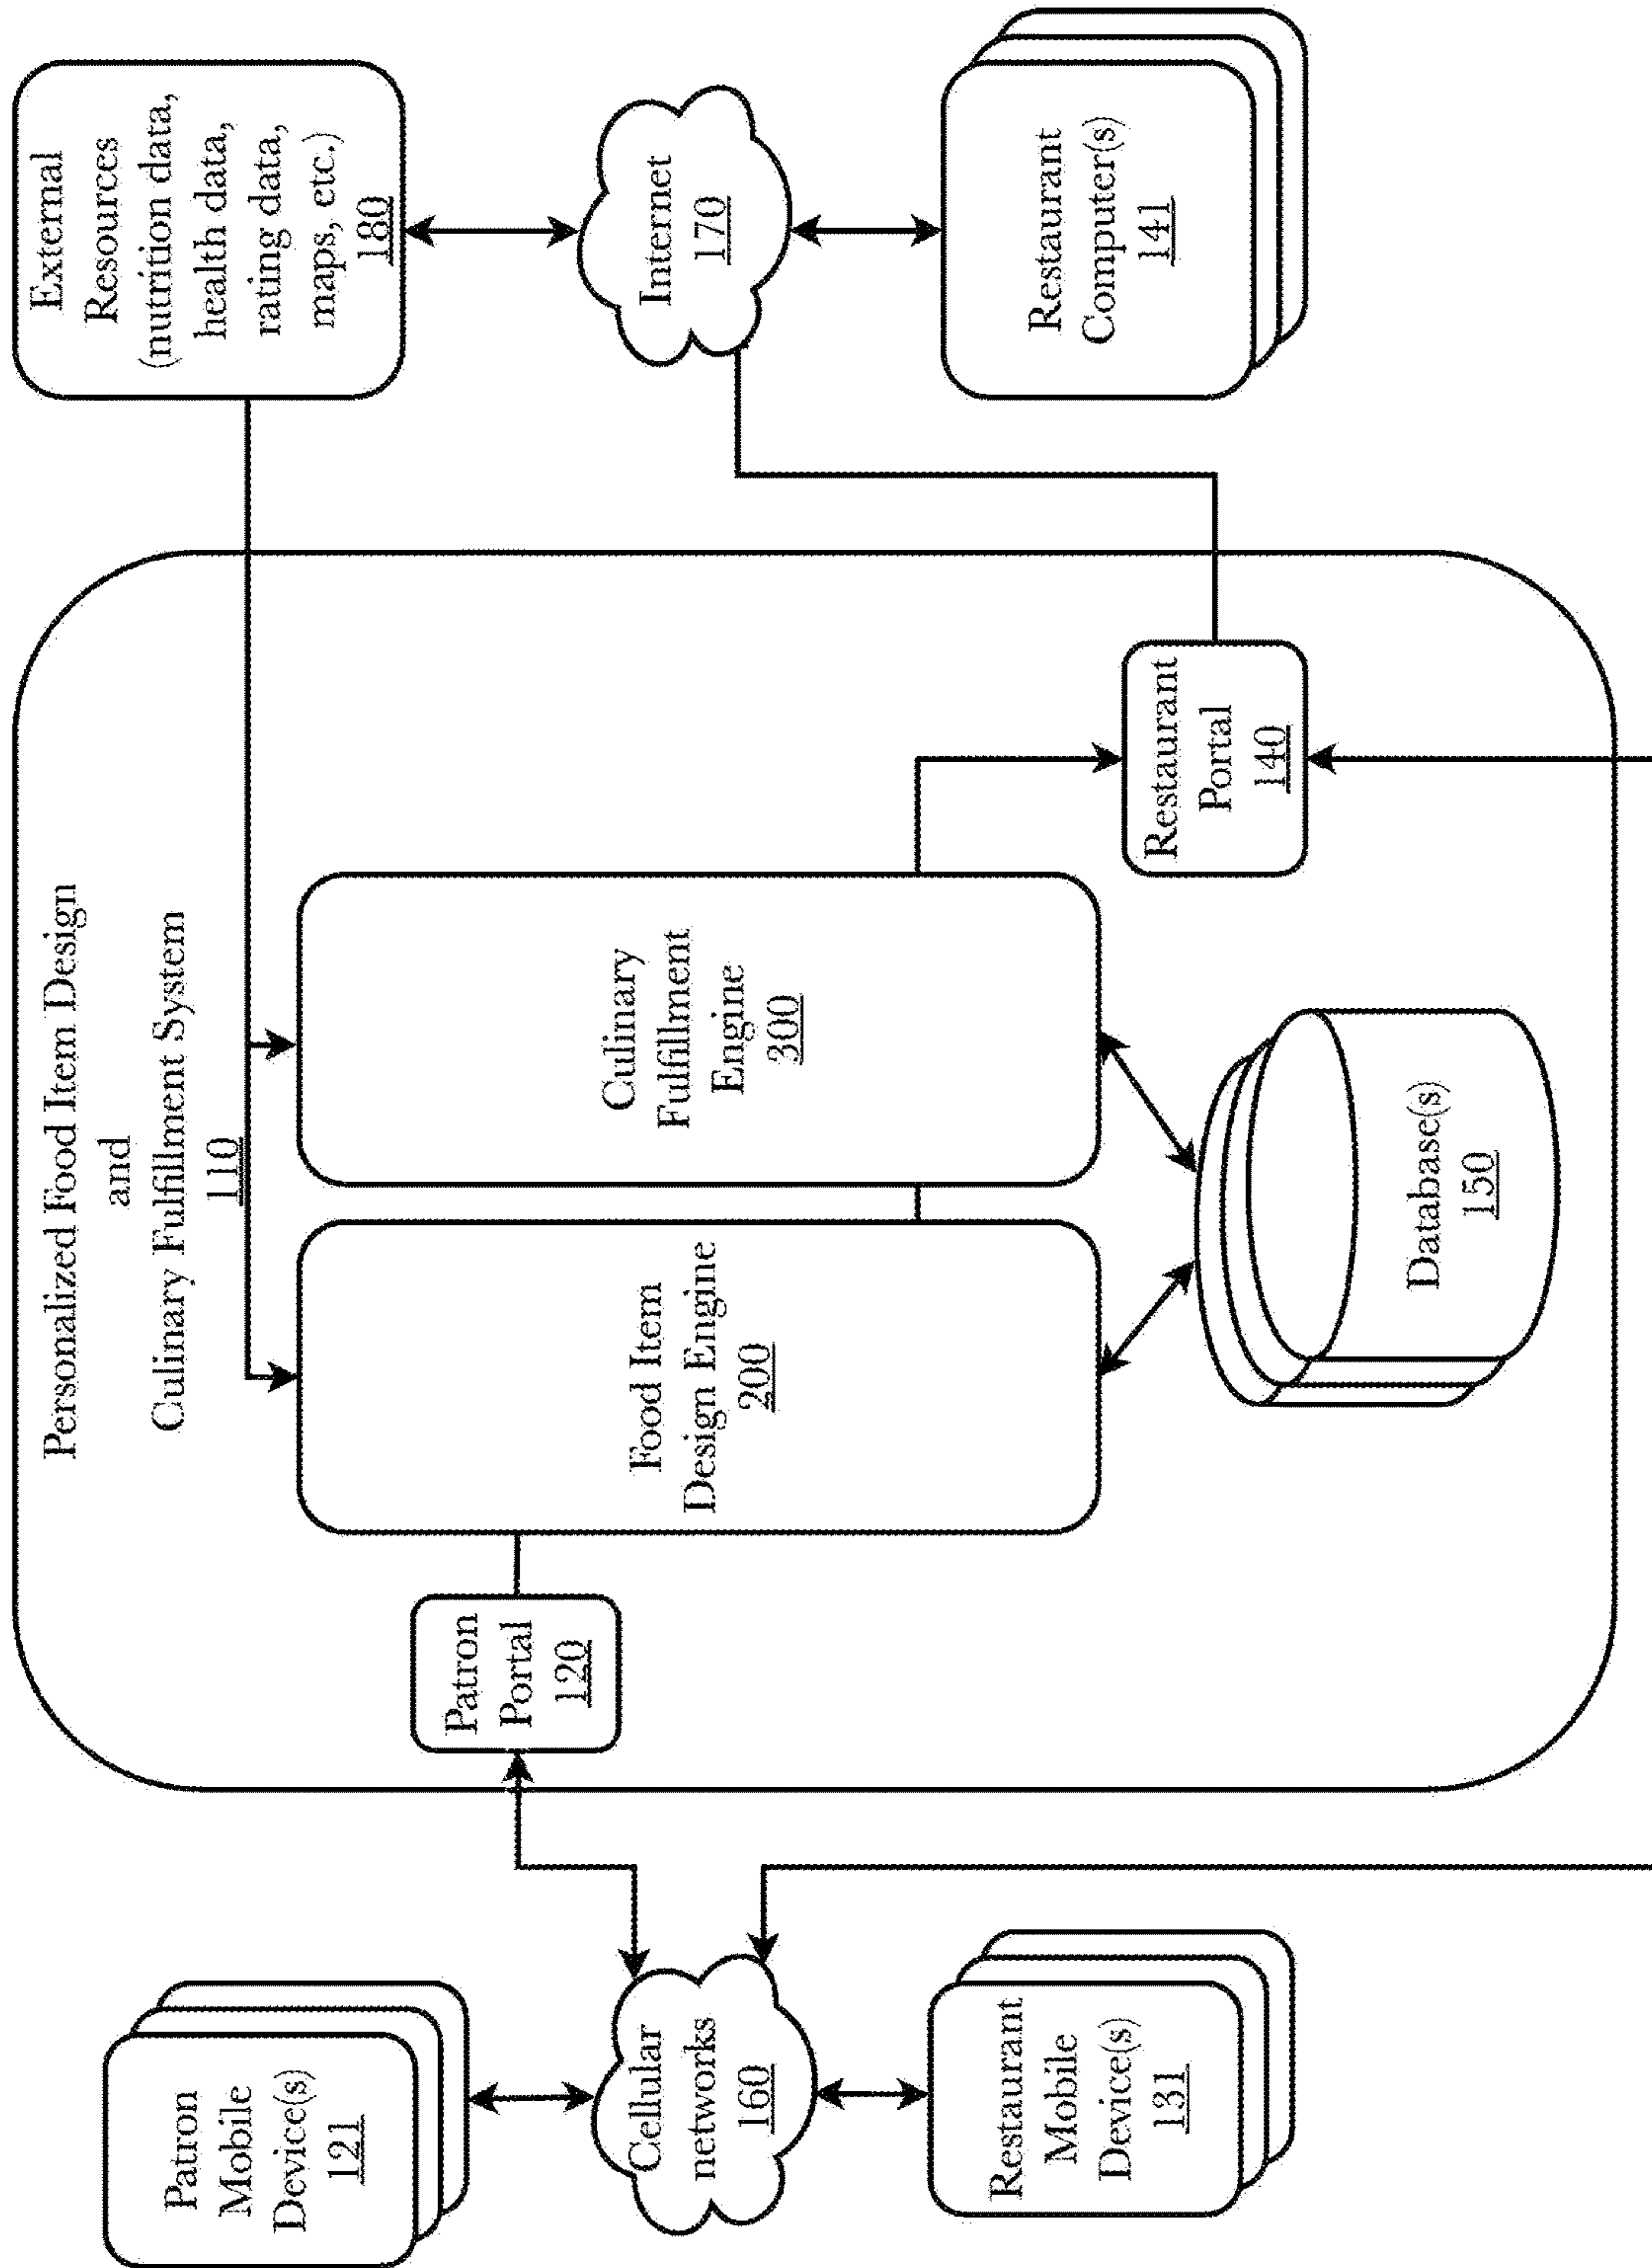 Patron
Mobile
Device(s)
121
Cellular
networks
160
Restaurant
Mobile
Device(s)
131
Personalized Food Item Design
and
Culinary Fulfillment System
110
Patron
Portal
120
Food Item
Design Engine
200
Culinary
Fulfillment
Engine
300
Database(s)
150
Restaurant
Portal
140
External
Resources
(nutrition data,
health data,
rating data,
maps, etc.)
180
Internet
170
Restaurant
Computer(s)
141